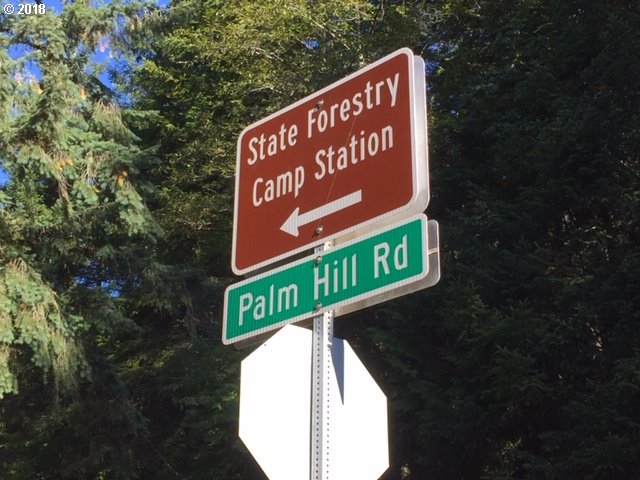 © 2018
State Forestry
Camp Station
Palm Hill Rd